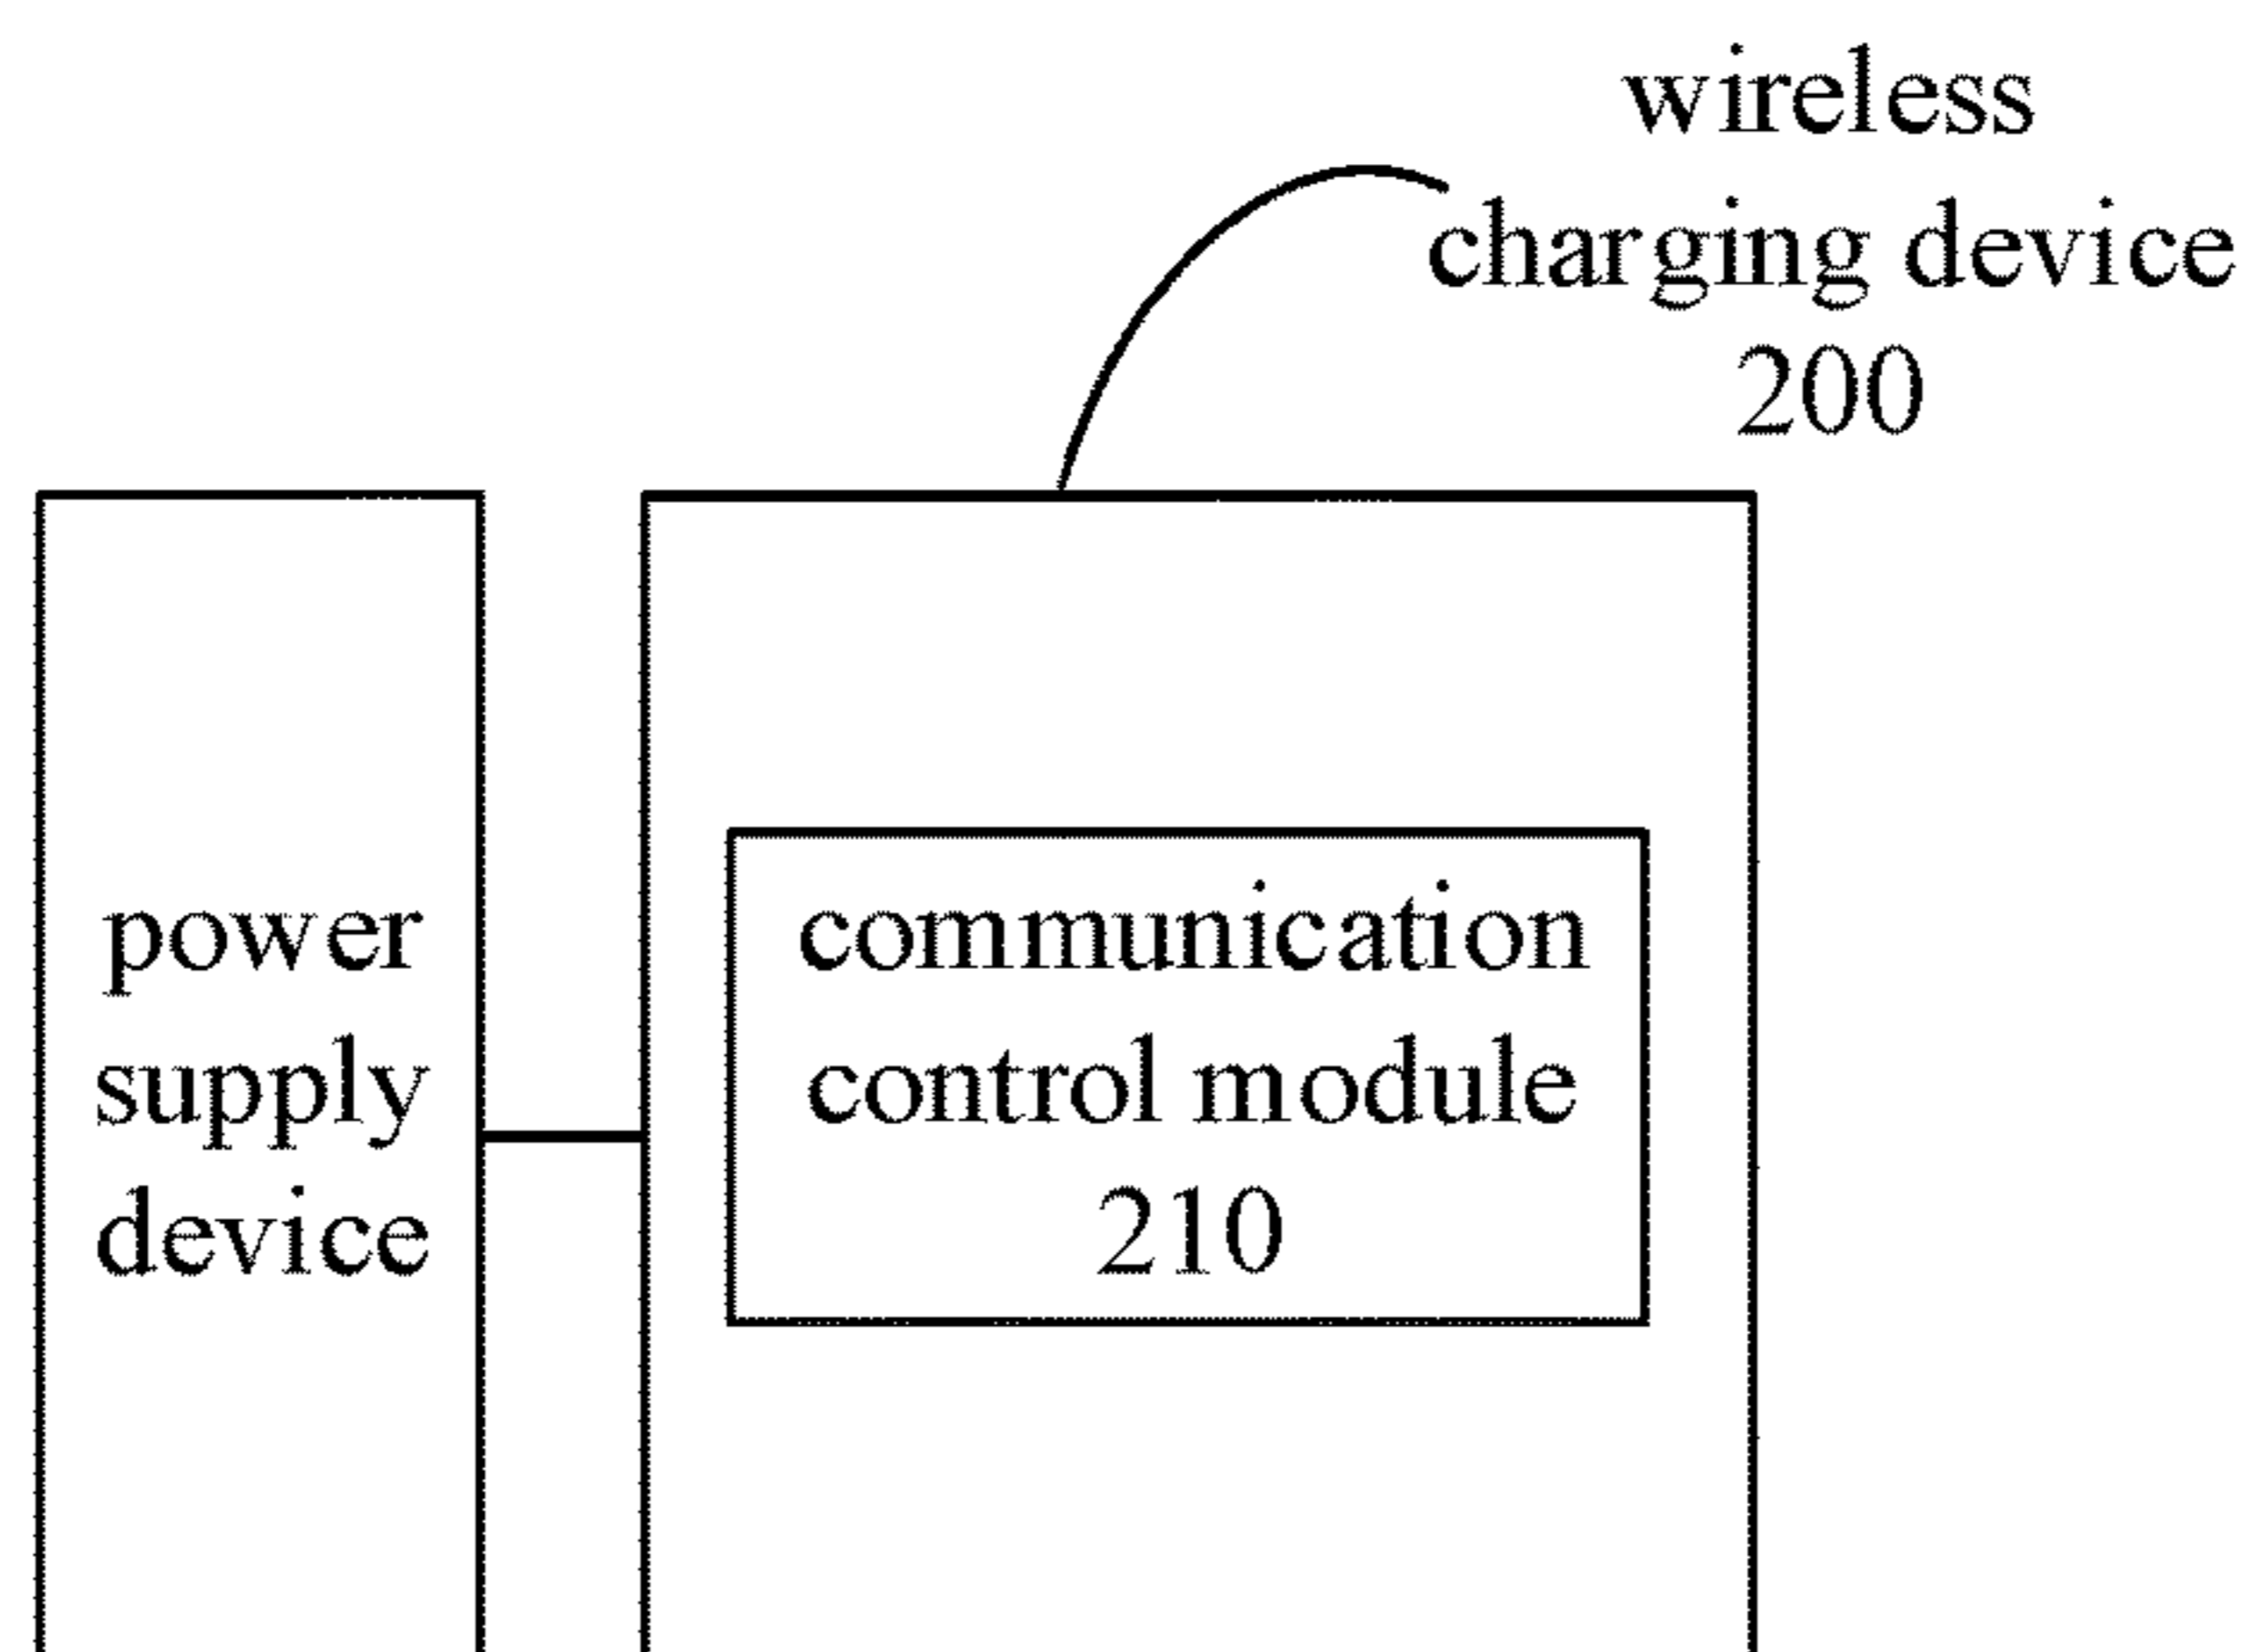 wireless
charging device
200
power
supply
device
communication
control module
210